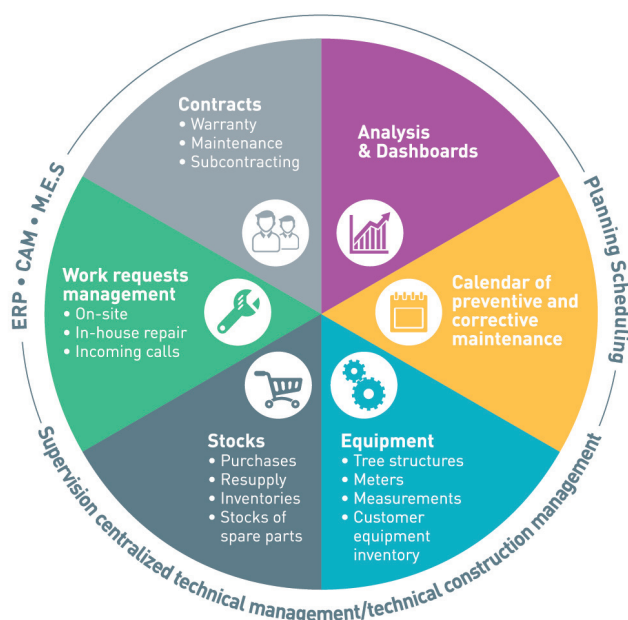 Contracts
• Warranty
• Maintenance
• Subcontracting
Analysis
& Dashboards
Work requests
management
• On-site
• In-house repair
• Incoming calls
Calendar of
preventive and
corrective
maintenance
Stocks
• Purchases
• Resupply
• Inventories
• Stocks of
spare parts
Equipment
• Tree structures
• Meters
• Measurements
• Customer
equipment
inventory
ERP • CAM • M.E.S
Planning Scheduling
Supervision centralized technical management/technical construction management